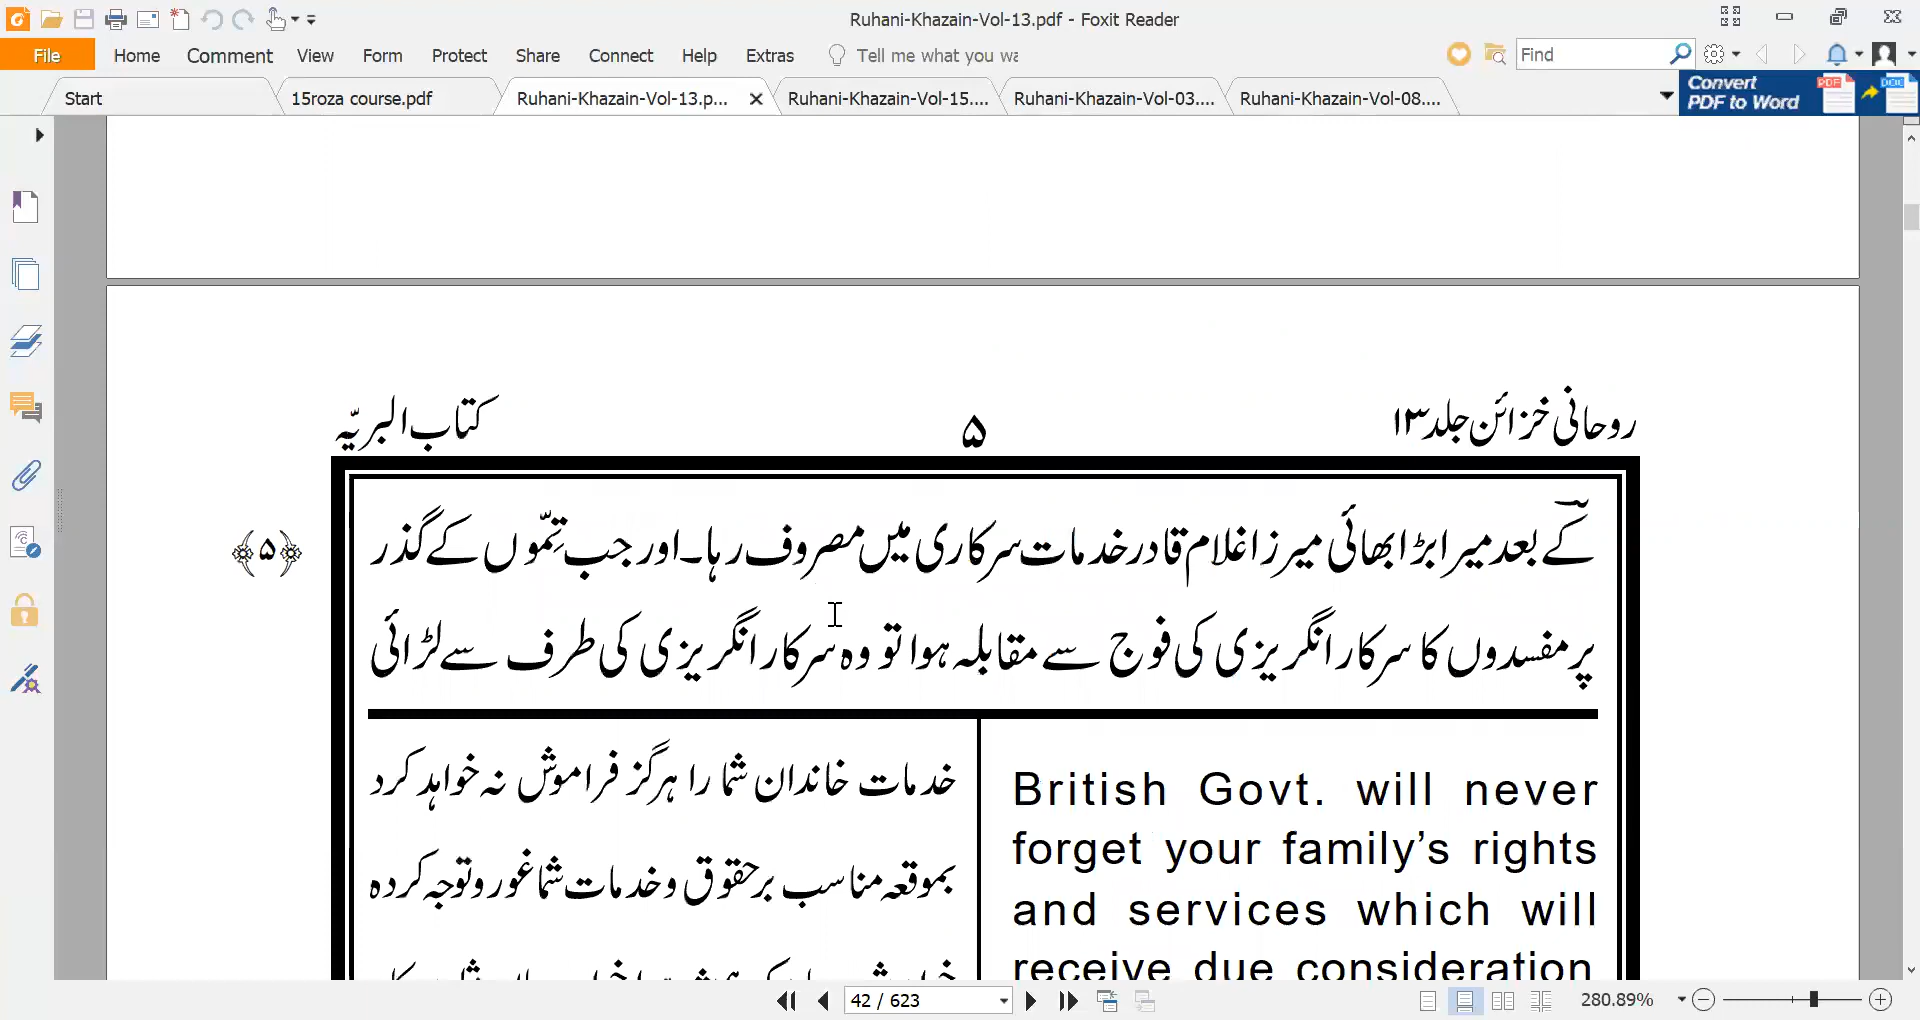 Ruhani-Khazain-Vol-13.pdf - Foxit Reader
File Home Comment View Form Protect Share Connect Help Extras Tell me what you wa Find
Start 15roza course.pdf Ruhani-Khazain-Vol-13.p... Ruhani-Khazain-Vol-15.... Ruhani-Khazain-Vol-03.... Ruhani-Khazain-Vol-08....
Convert
PDF to Word
PDF DOC
روحانی خزائن جلد ۱۳ ۵ کتاب البریّہ
کے بعد میرا بڑا بھائی میرزا غلام قادر خدمات سرکاری میں مصروف رہا۔ اور جب تِمّوں کے گذر
﴿۵﴾
پر مفسدوں کا سرکار انگریزی کی فوج سے مقابلہ ہوا تو وہ سرکار انگریزی کی طرف سے لڑائی
خدمات خاندان شما را ہرگز فراموش نہ خواہد کرد
بموقعہ مناسب بر حقوق و خدمات شما غور و توجہ کردہ
British Govt. will never
forget your family’s rights
and services which will
receive due consideration
42 / 623
280.89%